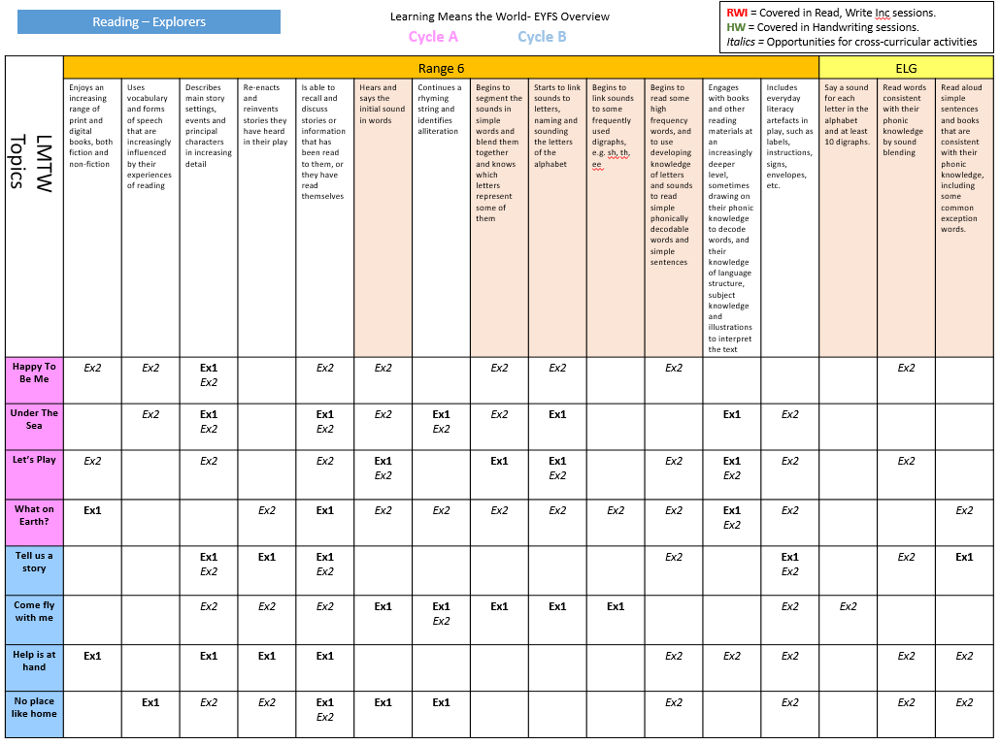 Reading – Explorers
Learning Means the World- EYFS Overview
Cycle A
Cycle B
RWI = Covered in Read, Write Inc sessions.
HW = Covered in Handwriting sessions.
Italics = Opportunities for cross-curricular activities
LMTW
Topics
Range 6
ELG
Enjoys an
increasing
range of
print and
digital
books, both
fiction and
non-fiction
Uses
vocabulary
and forms
of speech
that are
increasingly
influenced
by their
experiences
of reading
Describes
main story
settings,
events and
principal
characters
in increasing
detail
Re-enacts
and
reinvents
stories they
have heard
in their play
Is able to
recall and
discuss
stories or
information
that has
been read
to them, or
they have
read
themselves
Hears and
says the
initial sound
in words
Continues a
rhyming
string and
identifies
alliteration
Begins to
segment the
sounds in
simple
words and
blend them
together
and knows
which
letters
represent
some of
them
Starts to link
sounds to
letters,
naming and
sounding
the letters
of the
alphabet
Begins to
link sounds
to some
frequently
used
digraphs,
e.g. sh, th,
ee
Begins to
read some
high
frequency
words, and
to use
developing
knowledge
of letters
and sounds
to read
simple
phonically
decodable
words and
simple
sentences
Engages
with books
and other
reading
materials at
an
increasingly
deeper
level,
sometimes
drawing on
their phonic
knowledge
to decode
words, and
their
knowledge
of language
structure,
subject
knowledge
and
illustrations
to interpret
the text
Includes
everyday
literacy
artefacts in
play, such as
labels,
instructions,
signs,
envelopes,
etc.
Say a sound
for each
letter in the
alphabet
and at least
10 digraphs.
Read words
consistent
with their
phonic
knowledge
by sound
blending
Read aloud
simple
sentences
and books
that are
consistent
with their
phonic
knowledge,
including
some
common
exception
words.
Happy To
Be Me
Ex2
Ex2
Ex1
Ex2
Ex2
Ex2
Ex2
Ex2
Ex2
Ex2
Under The
Sea
Ex2
Ex1
Ex2
Ex1
Ex2
Ex2
Ex1
Ex2
Ex2
Ex1
Ex1
Ex2
Let's Play
Ex2
Ex2
Ex2
Ex1
Ex2
Ex1
Ex1
Ex2
Ex1
Ex2
Ex2
What on
Earth?
Ex1
Ex2
Ex1
Ex2
Ex2
Ex2
Ex2
Ex2
Ex2
Ex1
Ex2
Ex2
Ex2
Tell us a
story
Ex1
Ex2
Ex1
Ex1
Ex2
Ex2
Ex1
Ex2
Ex2
Ex1
Come fly
with me
Ex2
Ex2
Ex2
Ex1
Ex1
Ex2
Ex1
Ex1
Ex1
Ex2
Ex2
Help is at
hand
Ex1
Ex1
Ex1
Ex1
Ex2
Ex2
Ex2
Ex2
Ex2
No place
like home
Ex1
Ex2
Ex2
Ex1
Ex2
Ex1
Ex1
Ex2
Ex2
Ex2
Ex2